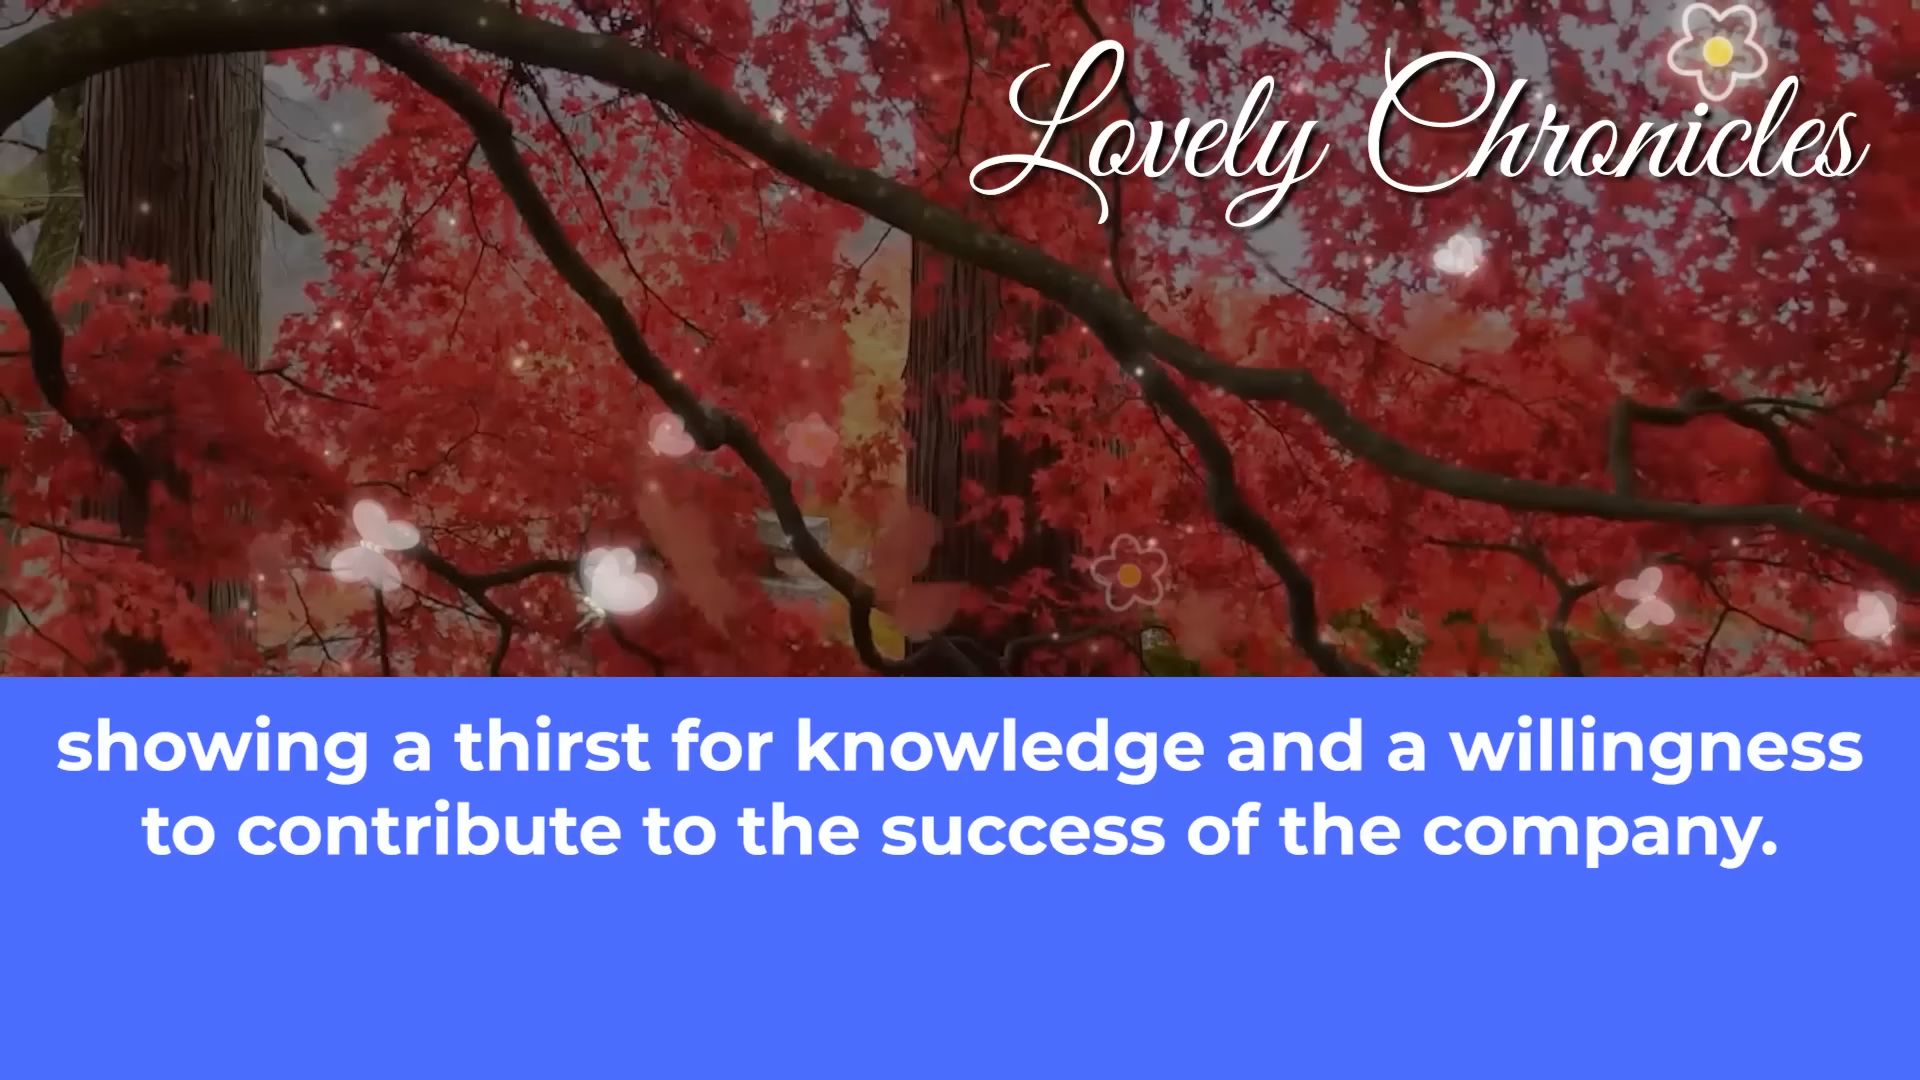 Lovely Chronicles
showing a thirst for knowledge and a willingness
to contribute to the success of the company.